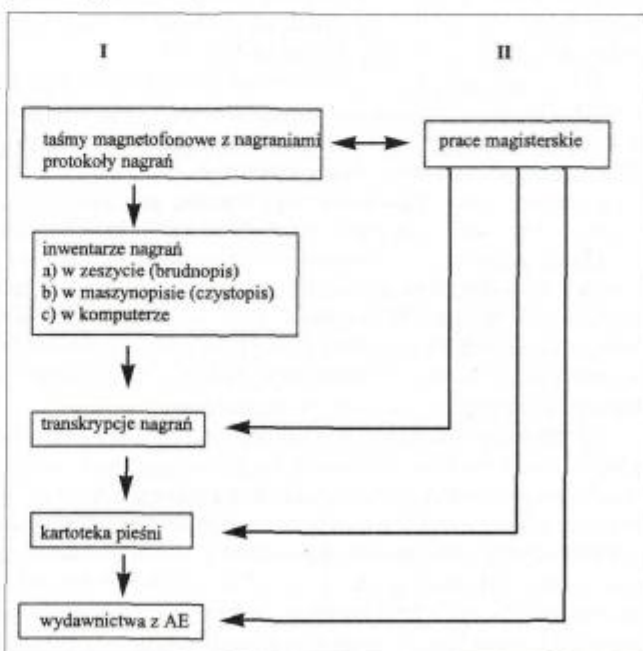 I
II
taśmy magnetofonowe z nagraniami
protokoły nagrań
prace magisterskie
inwentarze nagrań
a) w zeszycie (brudnopis)
b) w maszynopisie (czystopis)
c) w komputerze
transkrypcje nagrań
kartoteka pieśni
wydawnictwa z AE